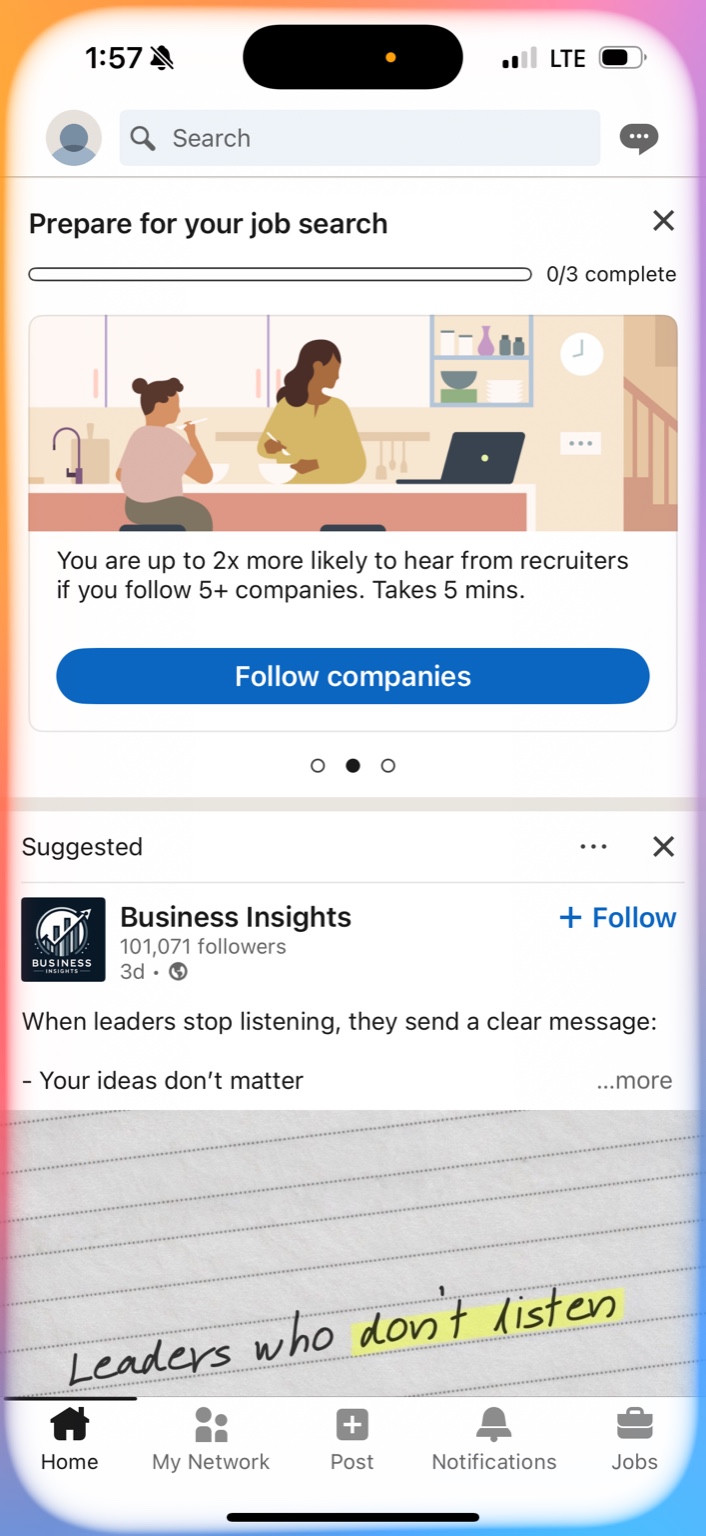 1:57
LTE
Search
Prepare for your job search
0/3 complete
You are up to 2x more likely to hear from recruiters
if you follow 5+ companies. Takes 5 mins.
Follow companies
Suggested
Business Insights
+ Follow
101,071 followers
3d •
BUSINESS
INSIGHTS
When leaders stop listening, they send a clear message:
- Your ideas don’t matter
...more
Leaders who don't listen
Home
My Network
Post
Notifications
Jobs